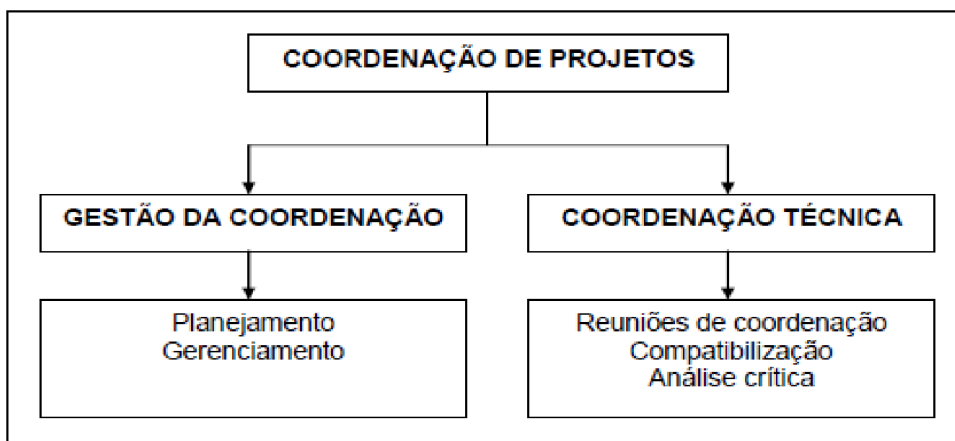 COORDENAÇÃO DE PROJETOS
GESTÃO DA COORDENAÇÃO
Planejamento
Gerenciamento
COORDENAÇÃO TÉCNICA
Reuniões de coordenação
Compatibilização
Análise crítica